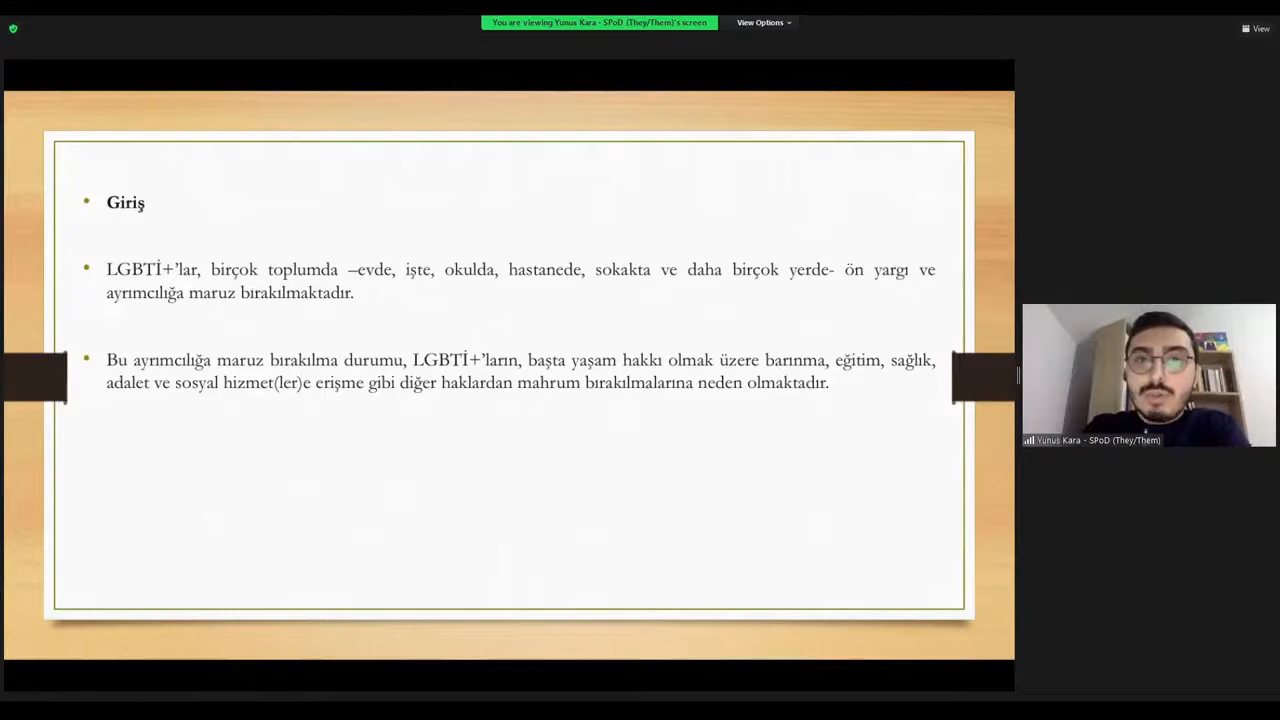 You are viewing Yunus Kara - SPoD (They/Them)'s screen
View Options
View
• Giriş
• LGBTİ+’lar, birçok toplumda –evde, işte, okulda, hastanede, sokakta ve daha birçok yerde- ön yargı ve
ayrımcılığa maruz bırakılmaktadır.
• Bu ayrımcılığa maruz bırakılma durumu, LGBTİ+’ların, başta yaşam hakkı olmak üzere barınma, eğitim, sağlık,
adalet ve sosyal hizmet(ler)e erişme gibi diğer haklardan mahrum bırakılmalarına neden olmaktadır.
Yunus Kara - SPoD (They/Them)